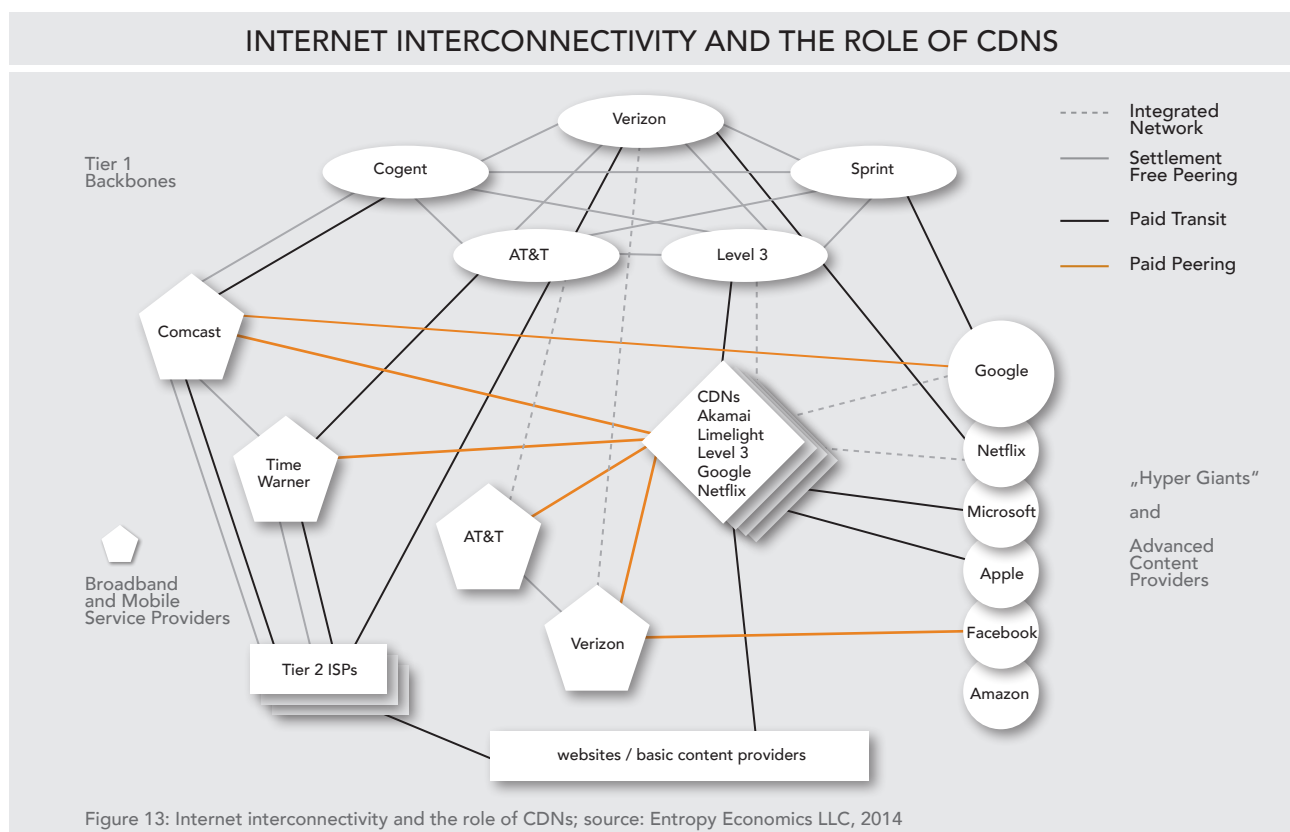 INTERNET INTERCONNECTIVITY AND THE ROLE OF CDNS
Verizon
Integrated
Network
Tier 1
Backbones
Cogent
Sprint
Settlement
Free Peering
Paid Transit
AT&T
Level 3
Paid Peering
Comcast
Google
CDNs
Akamai
Limelight
Level 3
Google
Netflix
Time
Warner
Netflix
„Hyper Giants“
and
Advanced
Content
Providers
Microsoft
AT&T
Apple
Broadband
and Mobile
Service Providers
Verizon
Facebook
Tier 2 ISPs
Amazon
websites / basic content providers
Figure 13: Internet interconnectivity and the role of CDNs; source: Entropy Economics LLC, 2014